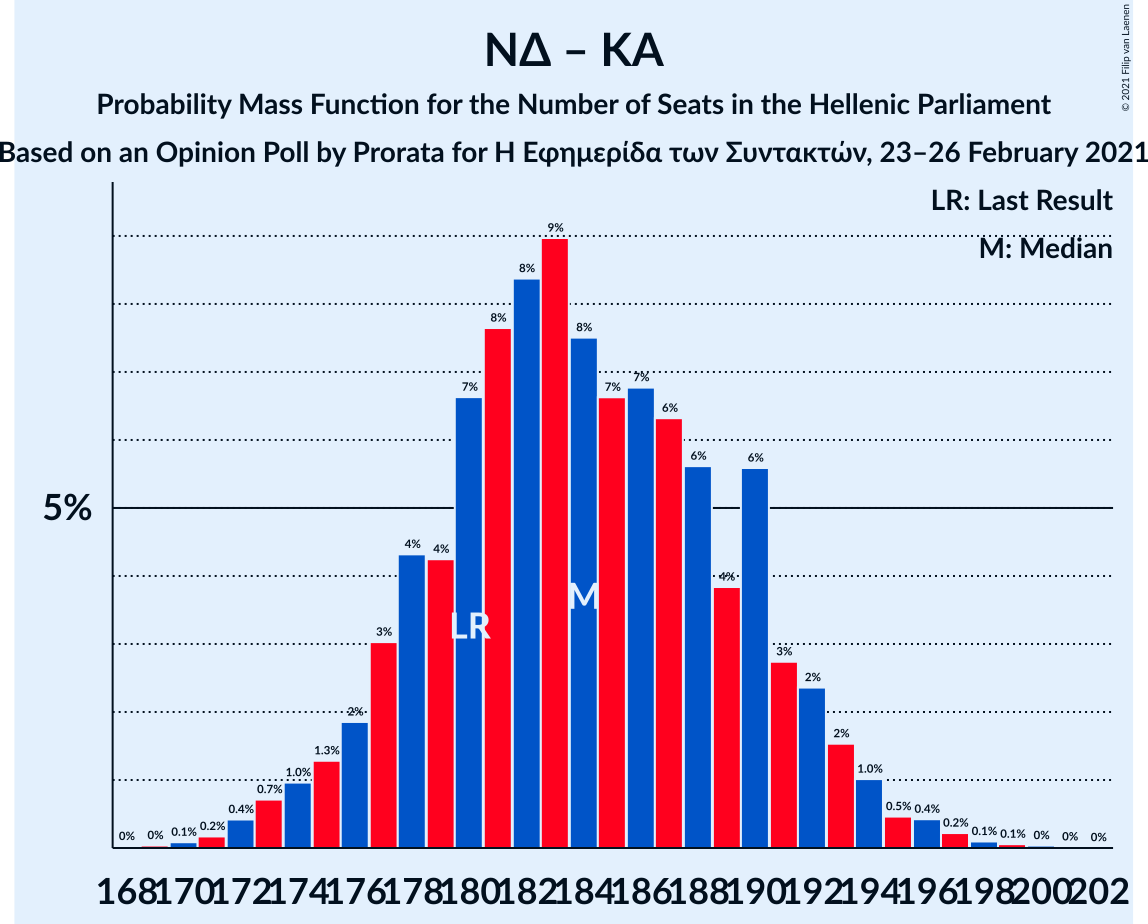 ΝΔ – ΚΑ
Probability Mass Function for the Number of Seats in the Hellenic Parliament
Based on an Opinion Poll by Prorata for Η Εφημερίδα των Συντακτών, 23–26 February 2021
© 2021 Filip van Laenen
LR: Last Result
M: Median
5%
0% 0% 0.1% 0.2% 0.4% 0.7% 1.0% 1.3% 2% 3% 4% 4% 7% 8% 8% 9% 8% 7% 7% 6% 6% 4% 6% 3% 2% 2% 1.0% 0.5% 0.4% 0.2% 0.1% 0.1% 0% 0% 0%
LR M
168 170 172 174 176 178 180 182 184 186 188 190 192 194 196 198 200 202